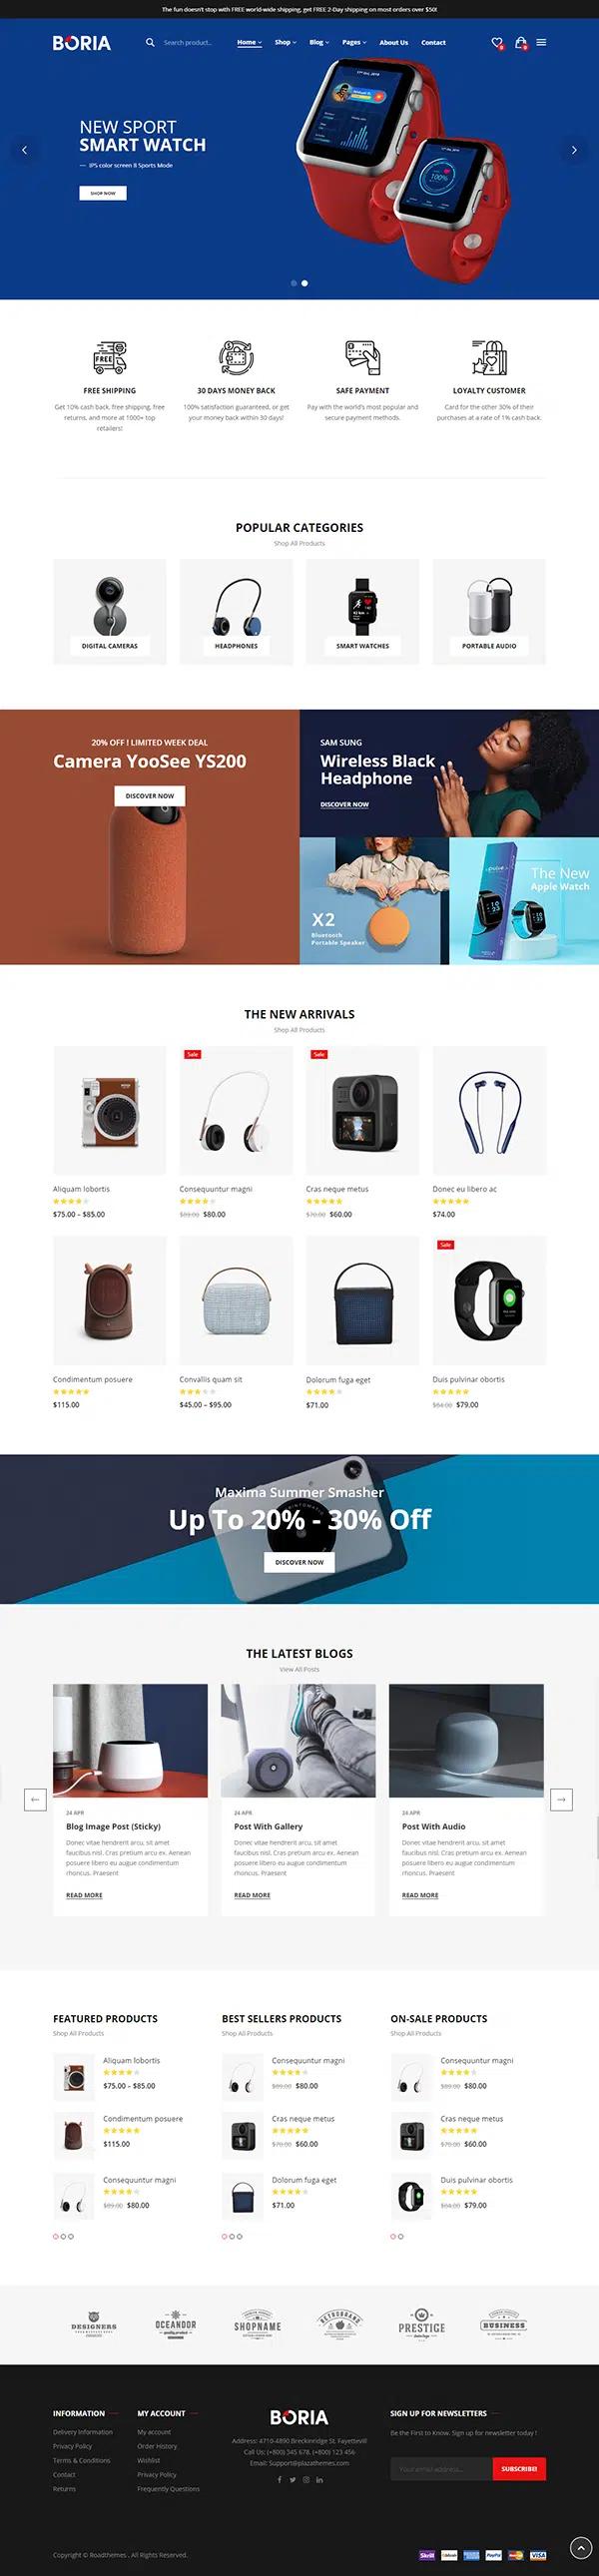 The fun doesn't stop with FREE world-wide shipping, get FREE 2-Day shipping on most orders over $50!
BORIA
Search product...
Home
Shop
Blog
Pages
About Us
Contact
0
0
NEW SPORT
SMART WATCH
— IPS color screen 8 Sports Mode
SHOP NOW
100%
FREE
FREE SHIPPING
30 DAYS MONEY BACK
SAFE PAYMENT
LOYALTY CUSTOMER
Get 10% cash back, free shipping, free
returns, and more at 1000+ top
retailers!
100% satisfaction guaranteed, or get
your money back within 30 days!
Pay with the world's most popular and
secure payment methods.
Card for the other 30% of their
purchases at a rate of 1% cash back.
POPULAR CATEGORIES
Shop All Products
DIGITAL CAMERAS
HEADPHONES
SMART WATCHES
PORTABLE AUDIO
20% OFF I LIMITED WEEK DEAL
Camera YooSee YS200
DISCOVER NOW
SAM SUNG
Wireless Black
Headphone
DISCOVER NOW
X2
Bluetooth
Portable Speaker
The New
Apple Watch
THE NEW ARRIVALS
Shop All Products
Sale
Sale
Aliquam lobortis
Consequuntur magni
Cras neque metus
Donec eu libero ac
$75.00 – $85.00
$89.00 $80.00
$70.00 $60.00
$74.00
Sale
Condimentum posuere
Convallis quam sit
Dolorum fuga eget
Duis pulvinar obortis
$115.00
$45.00 – $95.00
$71.00
$84.00 $79.00
Maxima Summer Smasher
Up To 20% - 30% Off
DISCOVER NOW
THE LATEST BLOGS
View All Posts
24 APR
Blog Image Post (Sticky)
Donec vitae hendrerit arcu, sit amet
faucibus nisl. Cras pretium arcu ex. Aenean
posuere libero eu augue condimentum
rhoncus. Praesent
READ MORE
24 APR
Post With Gallery
Donec vitae hendrerit arcu, sit amet
faucibus nisl. Cras pretium arcu ex. Aenean
posuere libero eu augue condimentum
rhoncus. Praesent
READ MORE
24 APR
Post With Audio
Donec vitae hendrerit arcu, sit amet
faucibus nisl. Cras pretium arcu ex. Aenean
posuere libero eu augue condimentum
rhoncus. Praesent
READ MORE
FEATURED PRODUCTS
Shop All Products
Aliquam lobortis
$75.00 – $85.00
Condimentum posuere
$115.00
Consequuntur magni
$89.00 $80.00
BEST SELLERS PRODUCTS
Shop All Products
Consequuntur magni
$89.00 $80.00
Cras neque metus
$70.00 $60.00
Dolorum fuga eget
$71.00
ON-SALE PRODUCTS
Shop All Products
Consequuntur magni
$89.00 $80.00
Cras neque metus
$70.00 $60.00
Duis pulvinar obortis
$84.00 $79.00
DESIGNERS
OCEANDOR
SHOPNAME
RETROBRAND
PRESTIGE
BUSINESS
INFORMATION
Delivery Information
Privacy Policy
Terms & Conditions
Contact
Returns
MY ACCOUNT
My account
Order History
Wishlist
Privacy Policy
Frequently Questions
BORIA
Address: 4710-4890 Breckinridge St, Fayettevill
Call Us: (+800) 345 678, (+800) 123 456
Email: Support@plazathemes.com
SIGN UP FOR NEWSLETTERS
Be the First to Know. Sign up for newsletter today !
Your email address...
SUBSCRIBE!
Copyright © Roadthemes . All Rights Reserved.
Skrill
PayPal
VISA